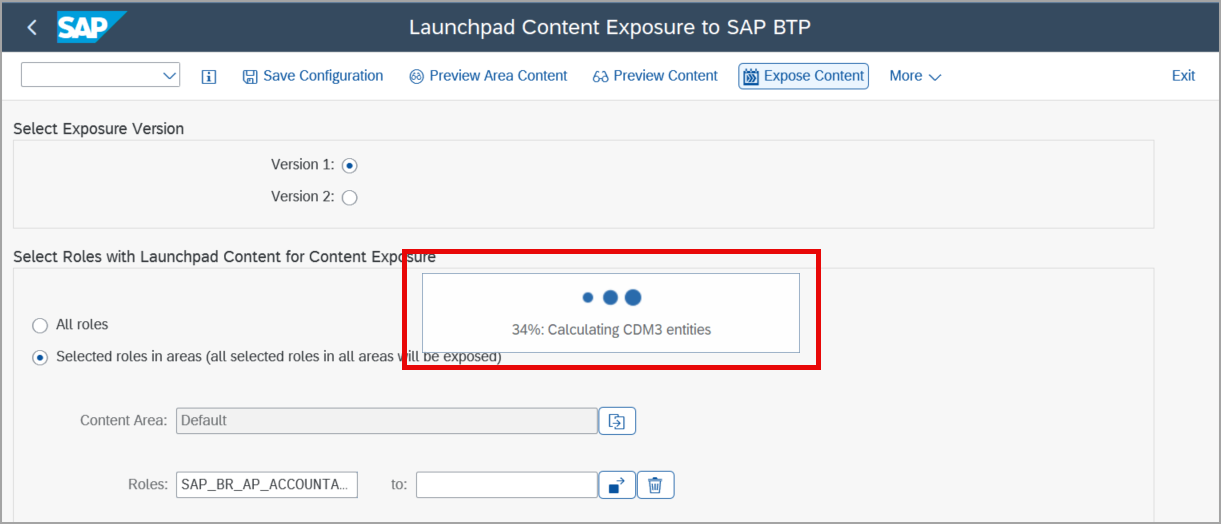 SAP Launchpad Content Exposure to SAP BTP
Save Configuration Preview Area Content Preview Content Expose Content More Exit
Select Exposure Version
Version 1:
Version 2:
Select Roles with Launchpad Content for Content Exposure
34%: Calculating CDM3 entities
All roles
Selected roles in areas (all selected roles in all areas will be exposed)
Content Area: Default
Roles: SAP_BR_AP_ACCOUNTA... to: